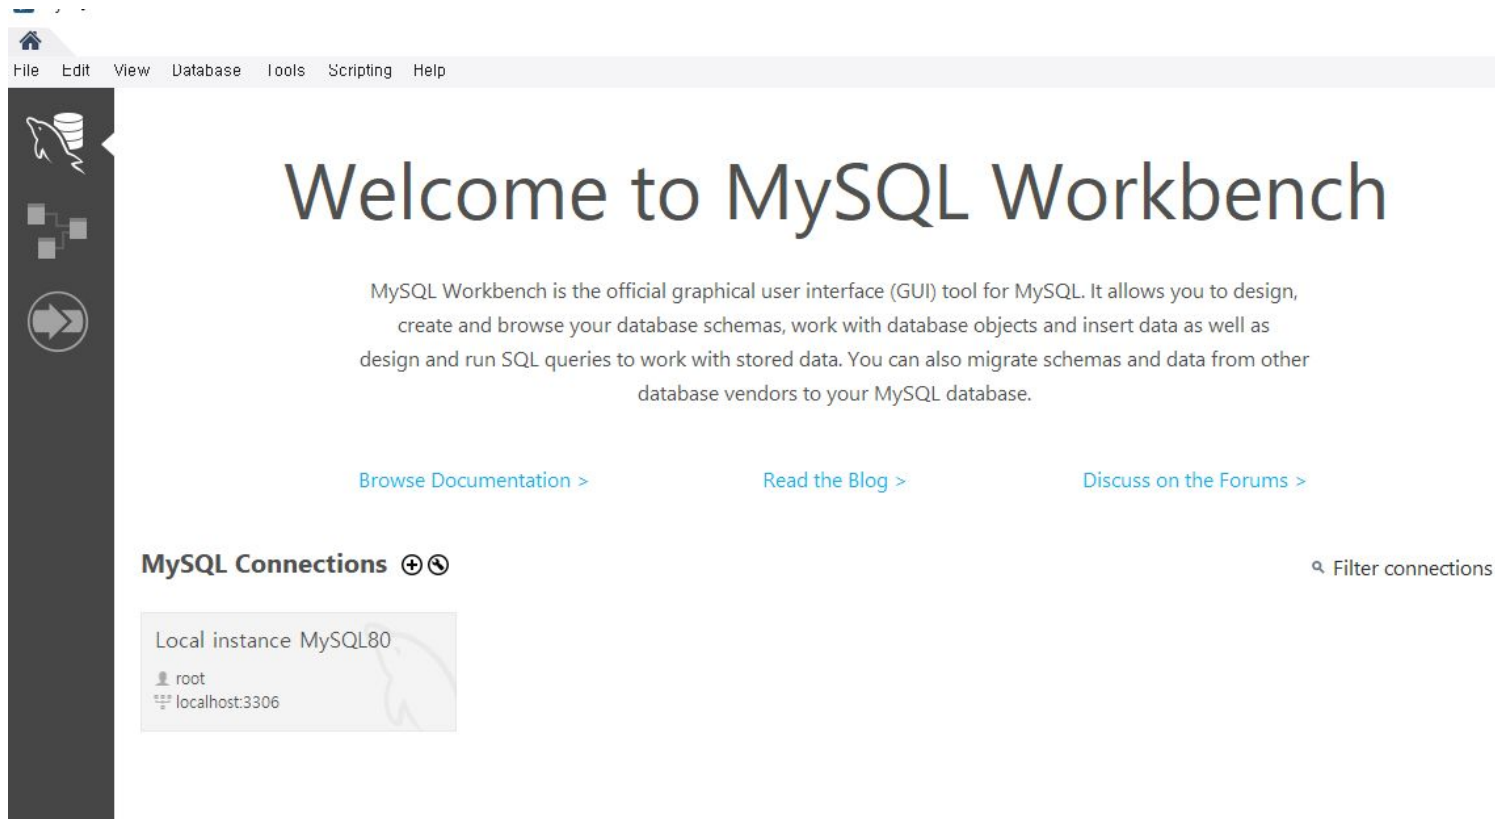 File Edit View Database Tools Scripting Help
Welcome to MySQL Workbench
MySQL Workbench is the official graphical user interface (GUI) tool for MySQL. It allows you to design,
create and browse your database schemas, work with database objects and insert data as well as
design and run SQL queries to work with stored data. You can also migrate schemas and data from other
database vendors to your MySQL database.
Browse Documentation > Read the Blog > Discuss on the Forums >
MySQL Connections
Filter connections
Local instance MySQL80
root
localhost:3306